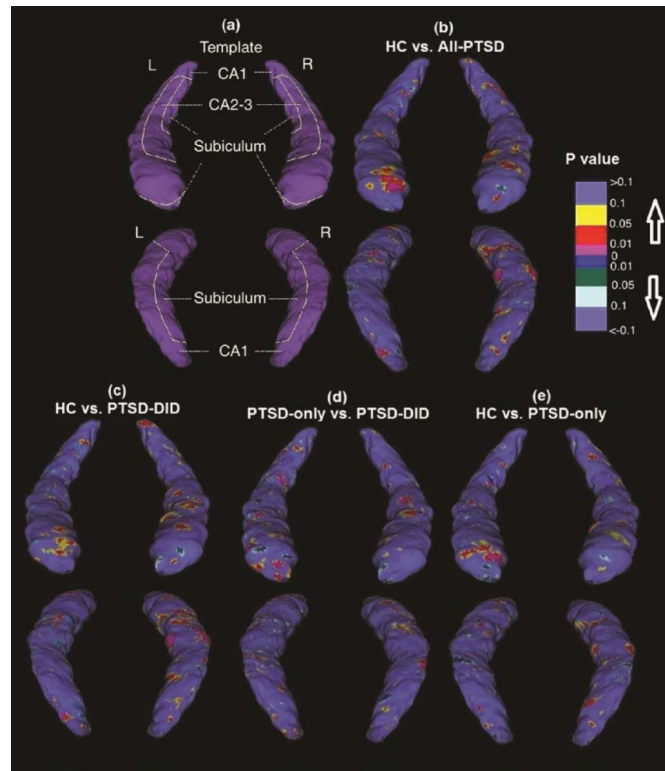 (a)
Template
L
R
CA1
CA2-3
Subiculum
L
R
Subiculum
CA1
(b)
HC vs. All-PTSD
P value
>0.1
0.1
0.05
0.01
0
0.01
0.05
0.1
<-0.1
(c)
HC vs. PTSD-DID
(d)
PTSD-only vs. PTSD-DID
(e)
HC vs. PTSD-only